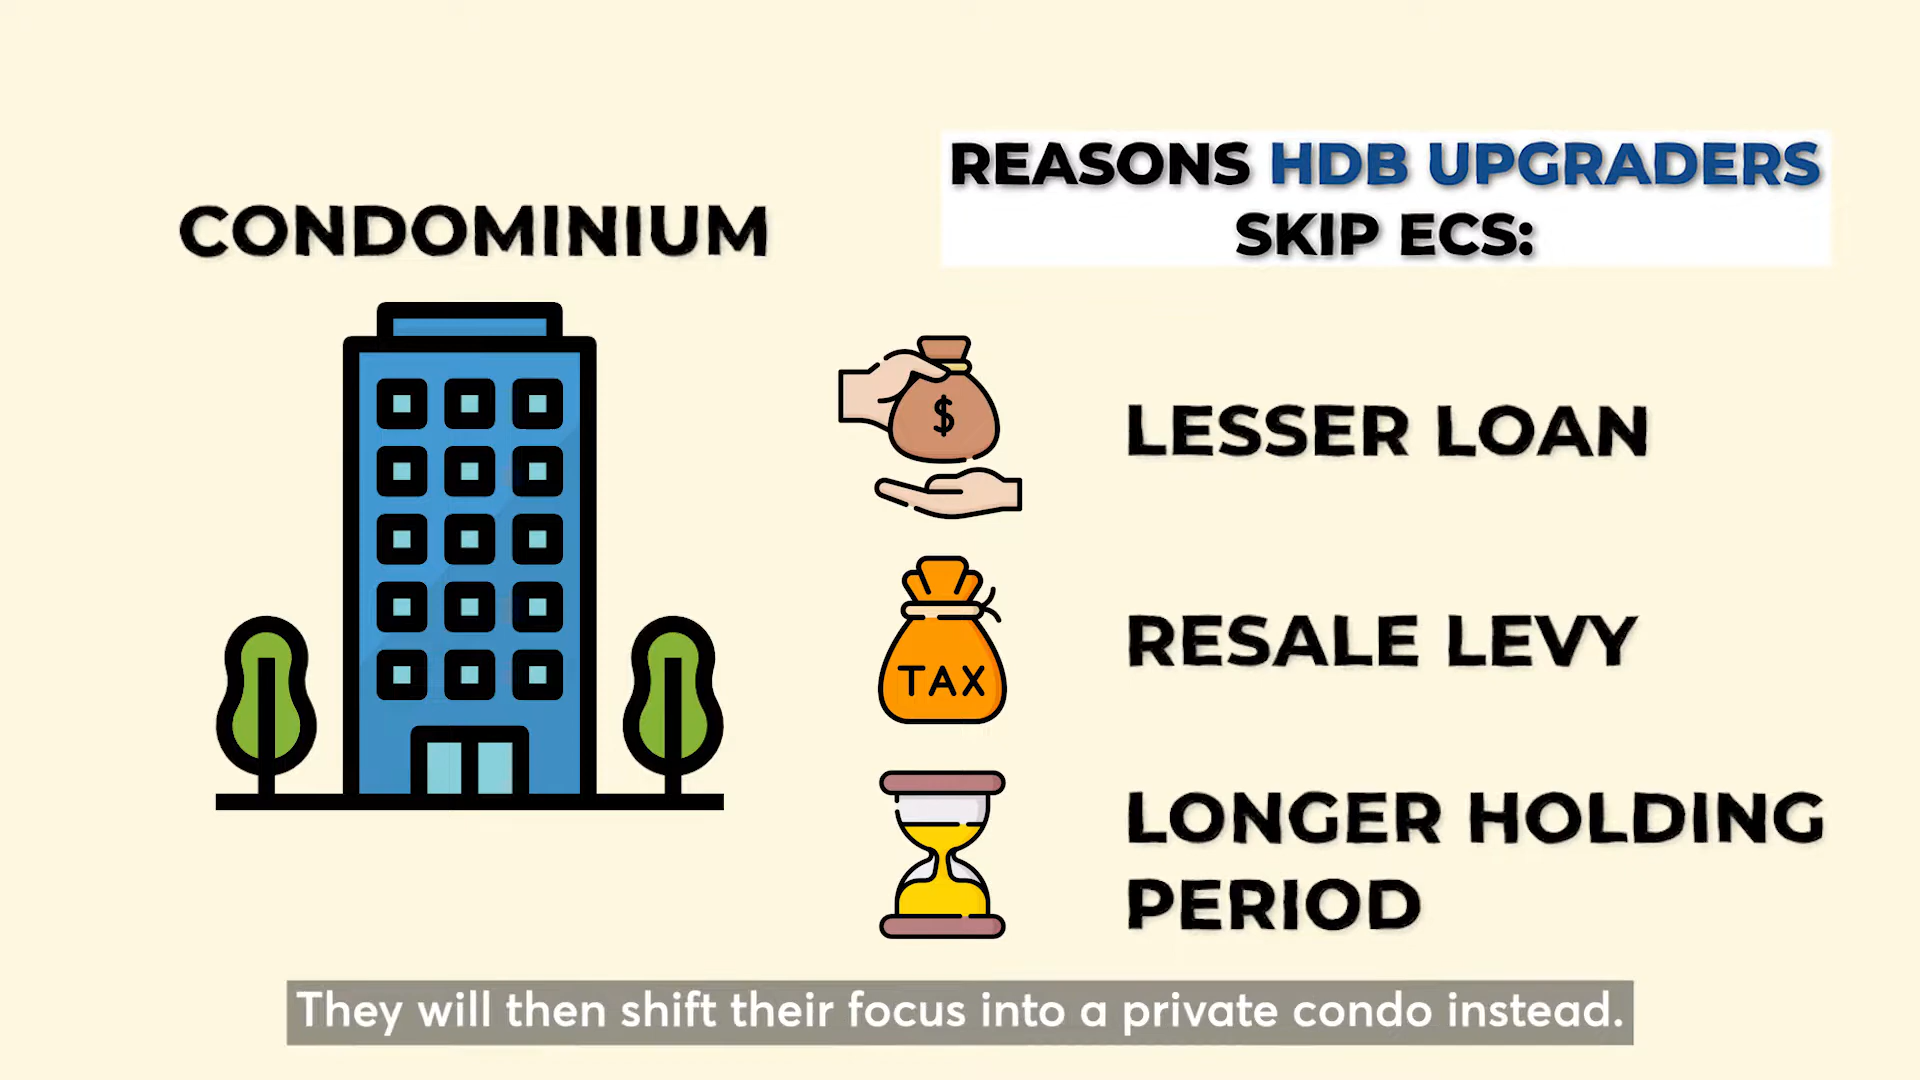 CONDOMINIUM
REASONS HDB UPGRADERS
SKIP ECS:
$
LESSER LOAN
TAX
RESALE LEVY
LONGER HOLDING
PERIOD
They will then shift their focus into a private condo instead.